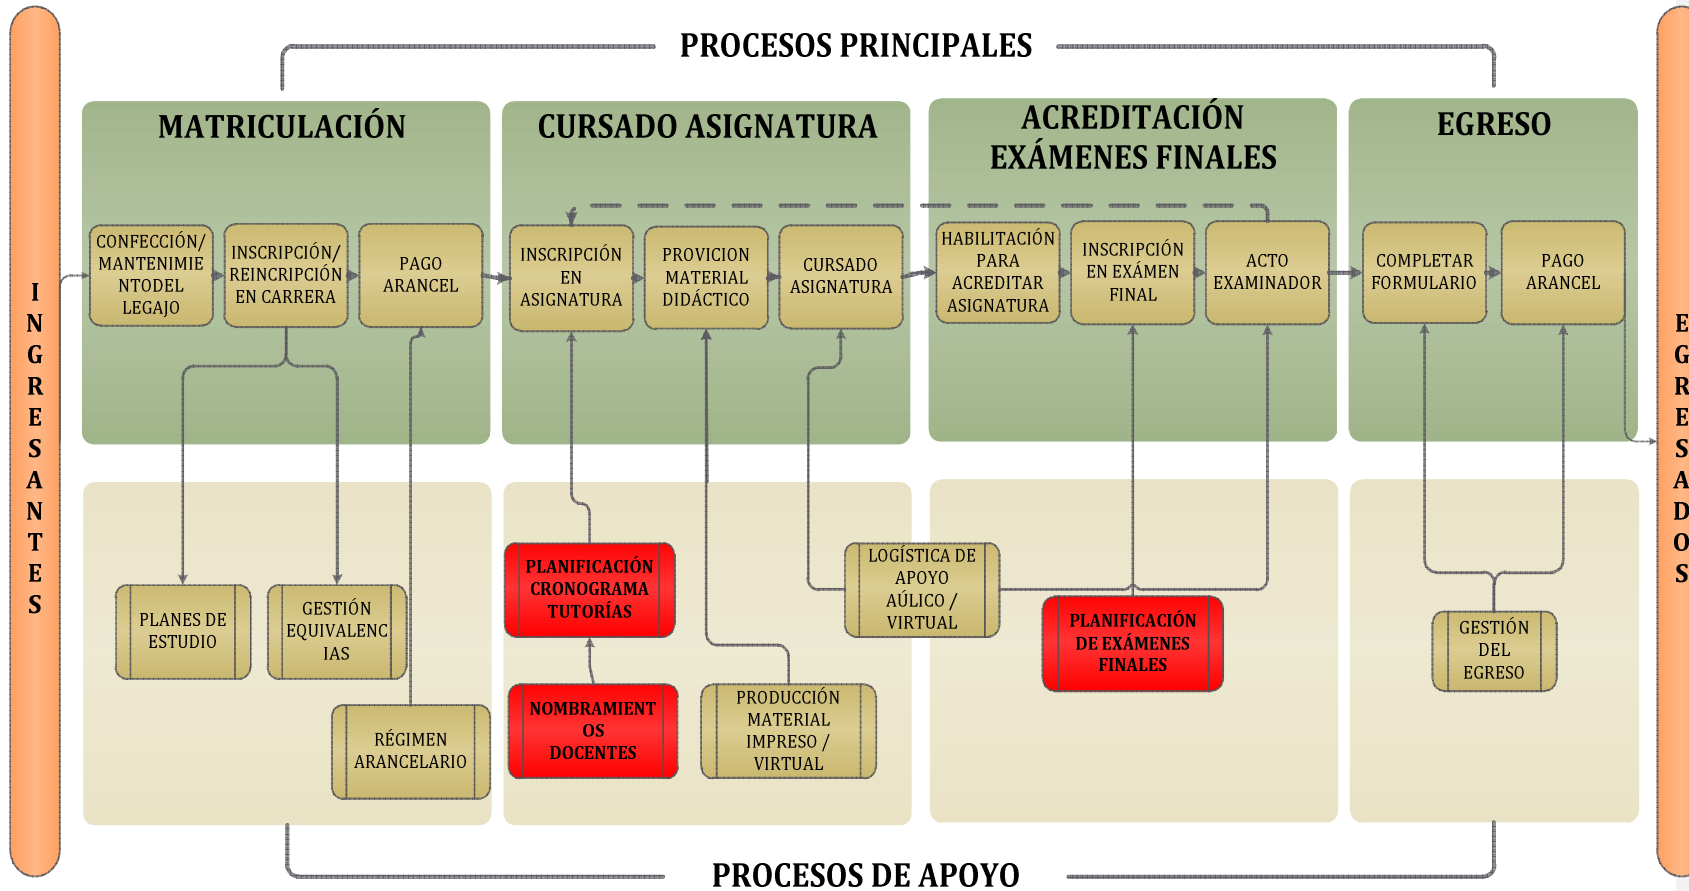 PROCESOS PRINCIPALES
INGRESANTES
MATRICULACIÓN
CONFECCIÓN/
MANTENIMIE
NTODEL
LEGAJO
INSCRIPCIÓN/
REINCRIPCIÓN
EN CARRERA
PAGO
ARANCEL
CURSADO ASIGNATURA
INSCRIPCIÓN
EN
ASIGNATURA
PROVICION
MATERIAL
DIDÁCTICO
CURSADO
ASIGNATURA
ACREDITACIÓN
EXÁMENES FINALES
HABILITACIÓN
PARA
ACREDITAR
ASIGNATURA
INSCRIPCIÓN
EN EXÁMEN
FINAL
ACTO
EXAMINADOR
EGRESO
COMPLETAR
FORMULARIO
PAGO
ARANCEL
EGRESADOS
PLANES DE
ESTUDIO
GESTIÓN
EQUIVALENC
IAS
RÉGIMEN
ARANCELARIO
PLANIFICACIÓN
CRONOGRAMA
TUTORÍAS
NOMBRAMIENT
OS
DOCENTES
PRODUCCIÓN
MATERIAL
IMPRESO /
VIRTUAL
LOGÍSTICA DE
APOYO
AÚLICO /
VIRTUAL
PLANIFICACIÓN
DE EXÁMENES
FINALES
GESTIÓN
DEL
EGRESO
PROCESOS DE APOYO